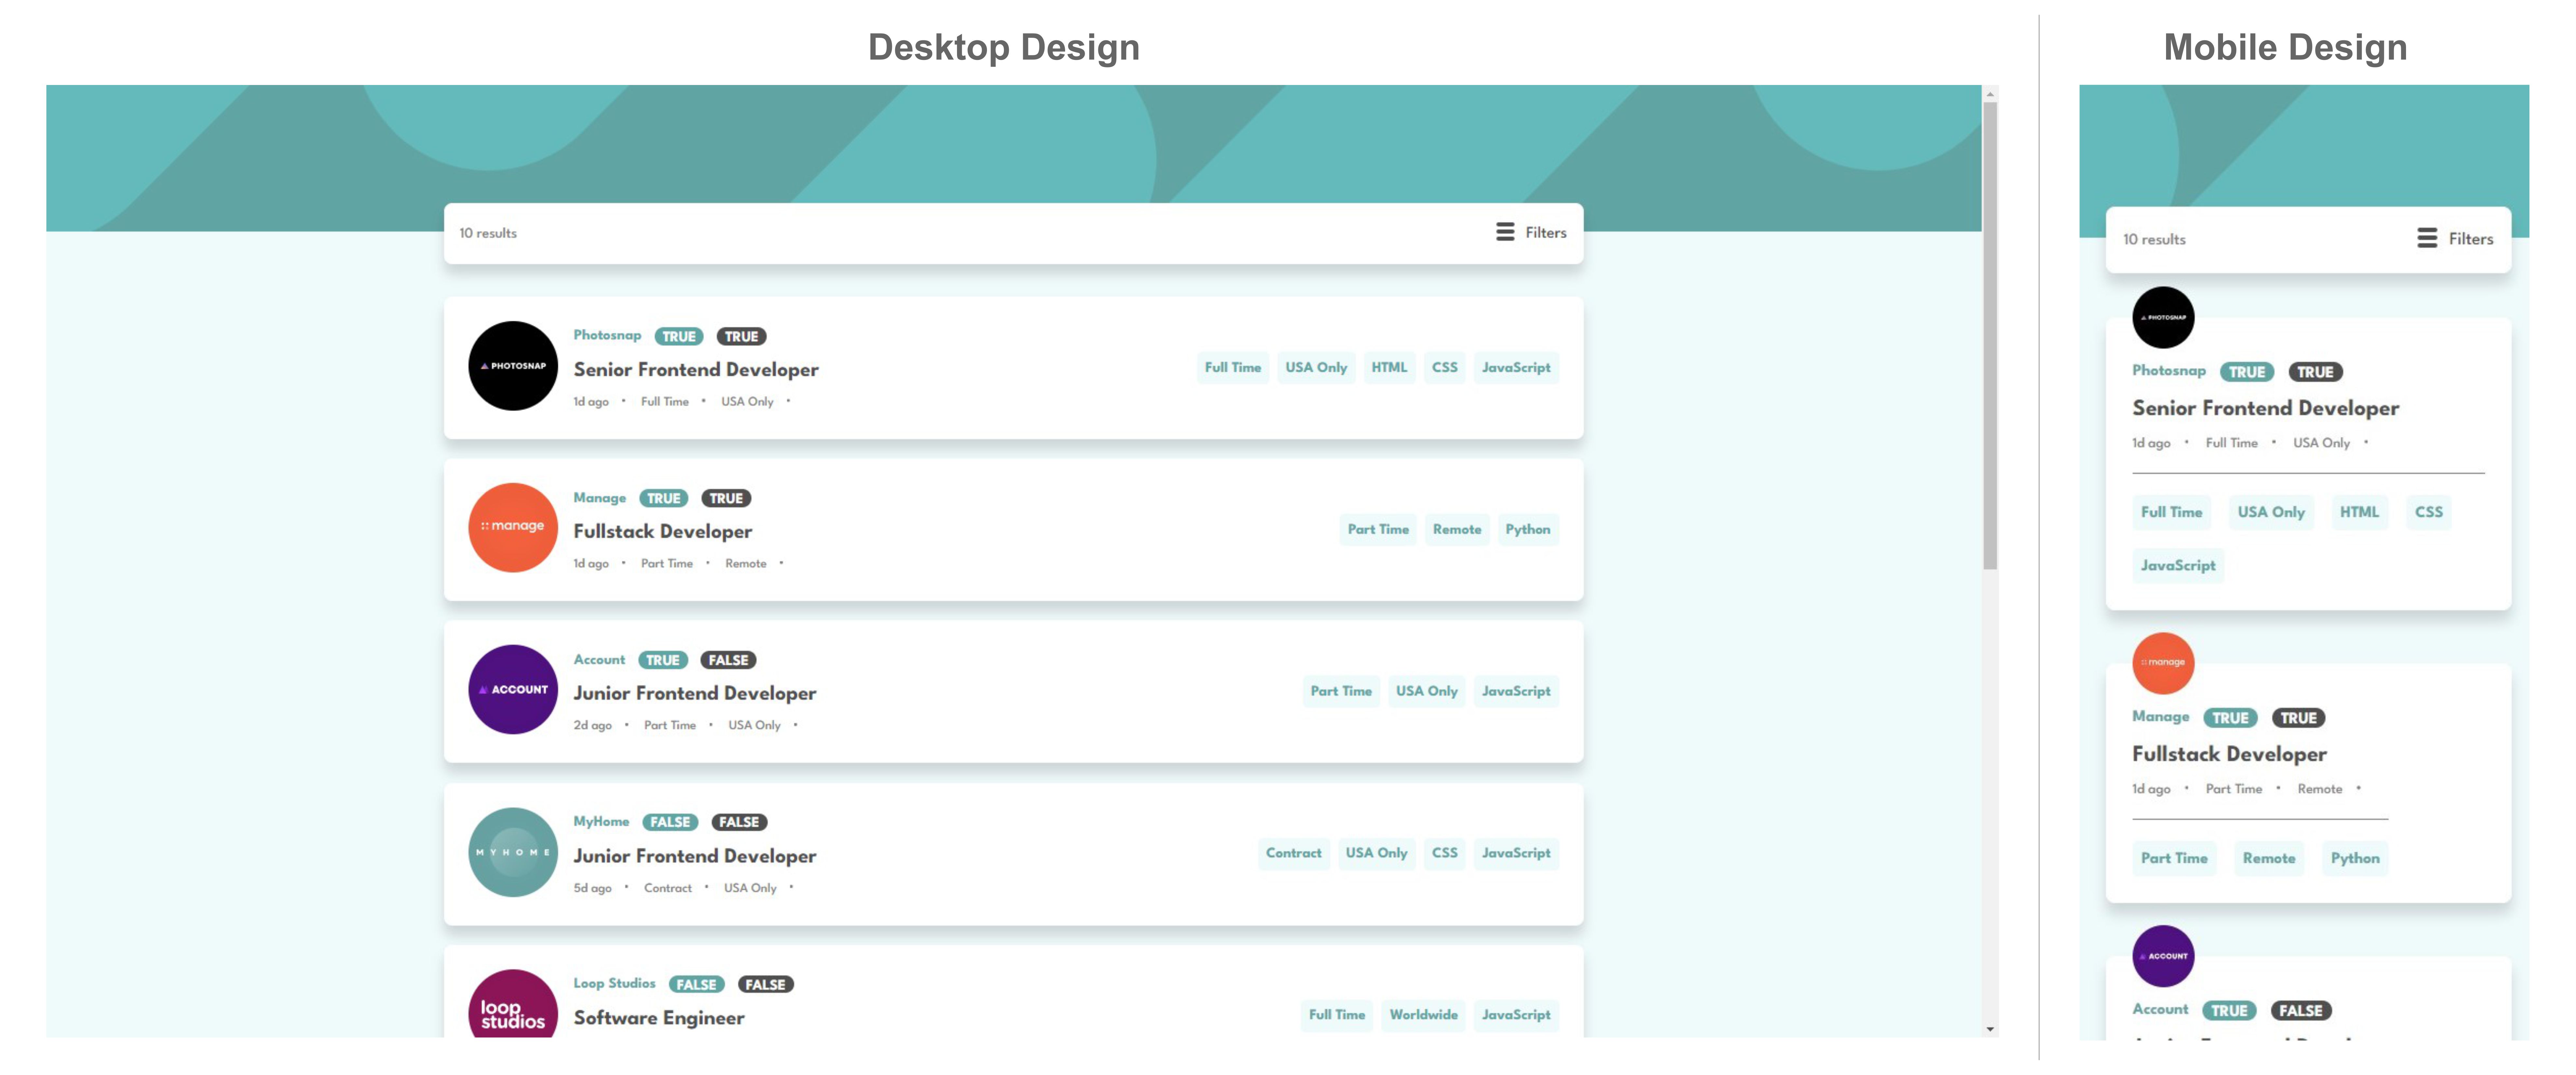 Desktop Design
10 results
Filters
PHOTOSNAP
Photosnap TRUE TRUE
Senior Frontend Developer
1d ago • Full Time • USA Only •
Full Time USA Only HTML CSS JavaScript
:: manage
Manage TRUE TRUE
Fullstack Developer
1d ago • Part Time • Remote •
Part Time Remote Python
ACCOUNT
Account TRUE FALSE
Junior Frontend Developer
2d ago • Part Time • USA Only •
Part Time USA Only JavaScript
MYHOME
MyHome FALSE FALSE
Junior Frontend Developer
5d ago • Contract • USA Only •
Contract USA Only CSS JavaScript
loop
studios
Loop Studios FALSE FALSE
Software Engineer
Full Time Worldwide JavaScript
Mobile Design
10 results
Filters
PHOTOSNAP
Photosnap TRUE TRUE
Senior Frontend Developer
1d ago • Full Time • USA Only •
Full Time USA Only HTML CSS
JavaScript
:: manage
Manage TRUE TRUE
Fullstack Developer
1d ago • Part Time • Remote •
Part Time Remote Python
ACCOUNT
Account TRUE FALSE